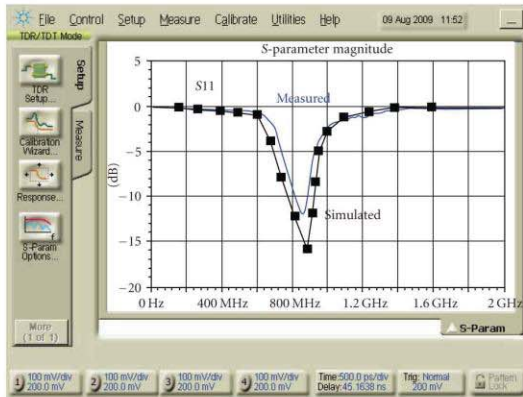 File Control Setup Measure Calibrate Utilities Help 09 Aug 2009 11:52
TDR/TDT Mode
Setup
Measure
TDR
Setup...
Calibration
Wizard...
Response...
S-Param
Options...
More
(1 of 1)
S-parameter magnitude
S11
Measured
Simulated
(dB)
5
0
−5
−10
−15
−20
0 Hz 400 MHz 800 MHz 1.2 GHz 1.6 GHz 2 GHz
S-Param
1 100 mV/div
200.0 mV
2 100 mV/div
200.0 mV
3 100 mV/div
200.0 mV
4 100 mV/div
200.0 mV
Time:500.0 ps/div
Delay:45.1638 ns
Trig: Normal
200 mV
Pattern
Lock